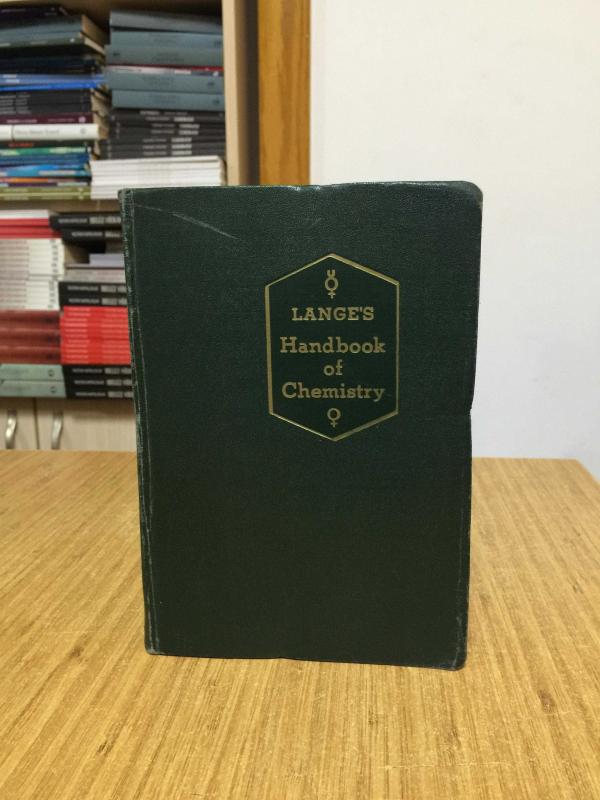 LANGE'S
Handbook
of
Chemistry